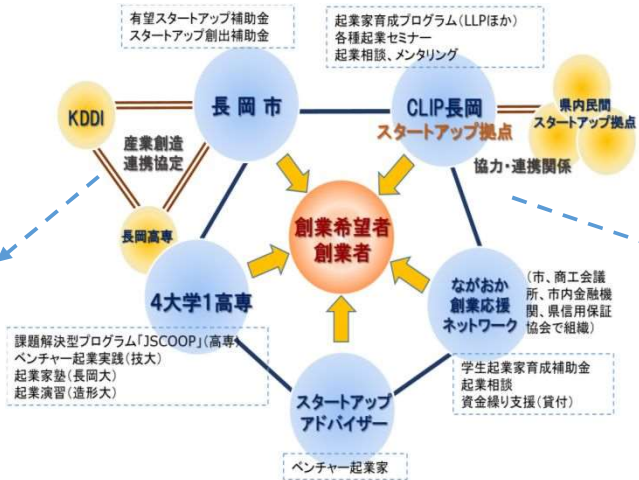 有望スタートアップ補助金
スタートアップ創出補助金
起業家育成プログラム(LLPほか)
各種起業セミナー
起業相談、メンタリング
KDDI
長岡市
CLIP長岡
スタートアップ拠点
県内民間
スタートアップ拠点
産業創造
連携協定
協力・連携関係
長岡高専
創業希望者
創業者
4大学1高専
ながおか
創業応援
ネットワーク
(市、商工会議
所、市内金融機
関、県信用保証
協会で組織)
課題解決型プログラム「JSCOOP」(高専)
ベンチャー起業実践(技大)
起業家塾(長岡大)
起業演習(造形大)
学生起業家育成補助金
起業相談
資金繰り支援(貸付)
スタートアップ
アドバイザー
ベンチャー起業家